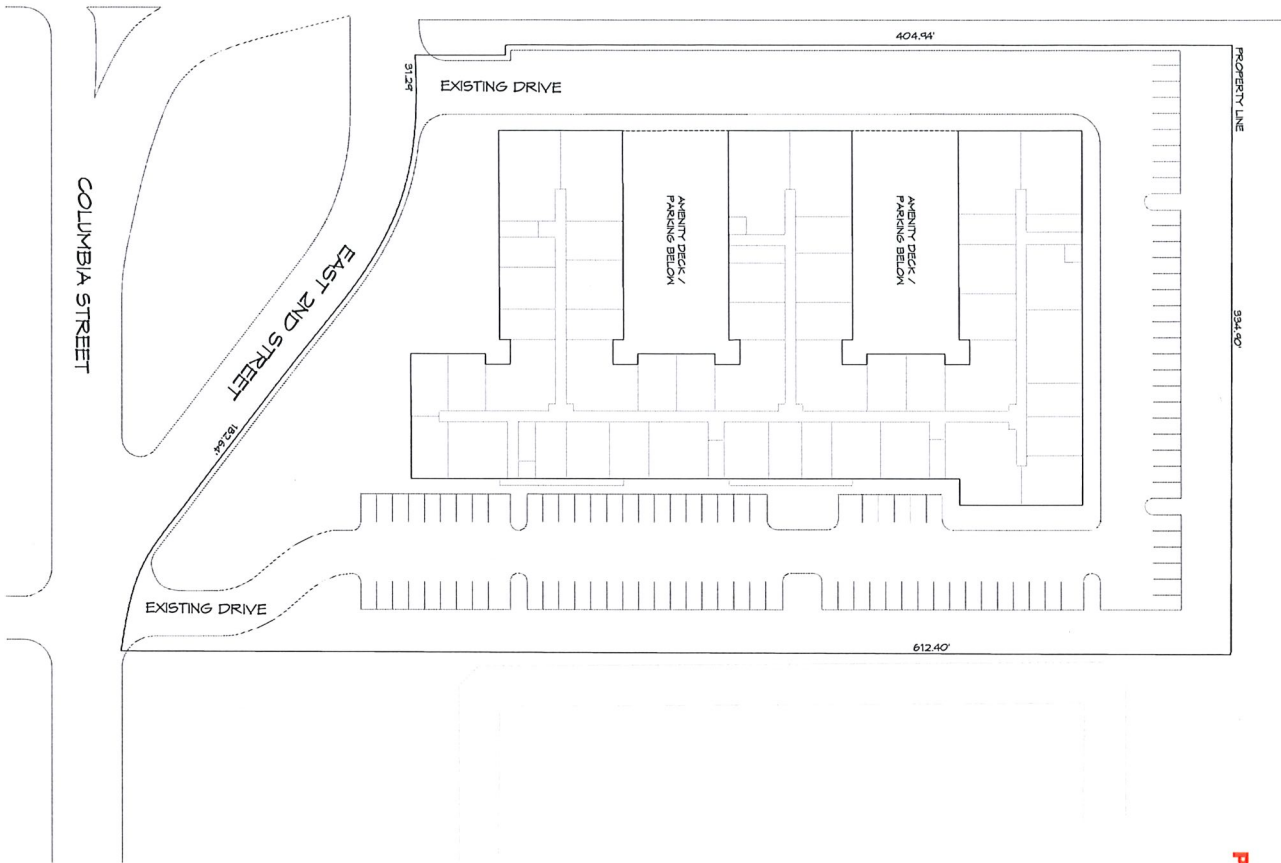 404.94'
PROPERTY LINE
31.29'
EXISTING DRIVE
AMENITY DECK /
PARKING BELOW
AMENITY DECK /
PARKING BELOW
COLUMBIA STREET
EAST 2ND STREET
334.90'
182.64'
EXISTING DRIVE
612.40'
P